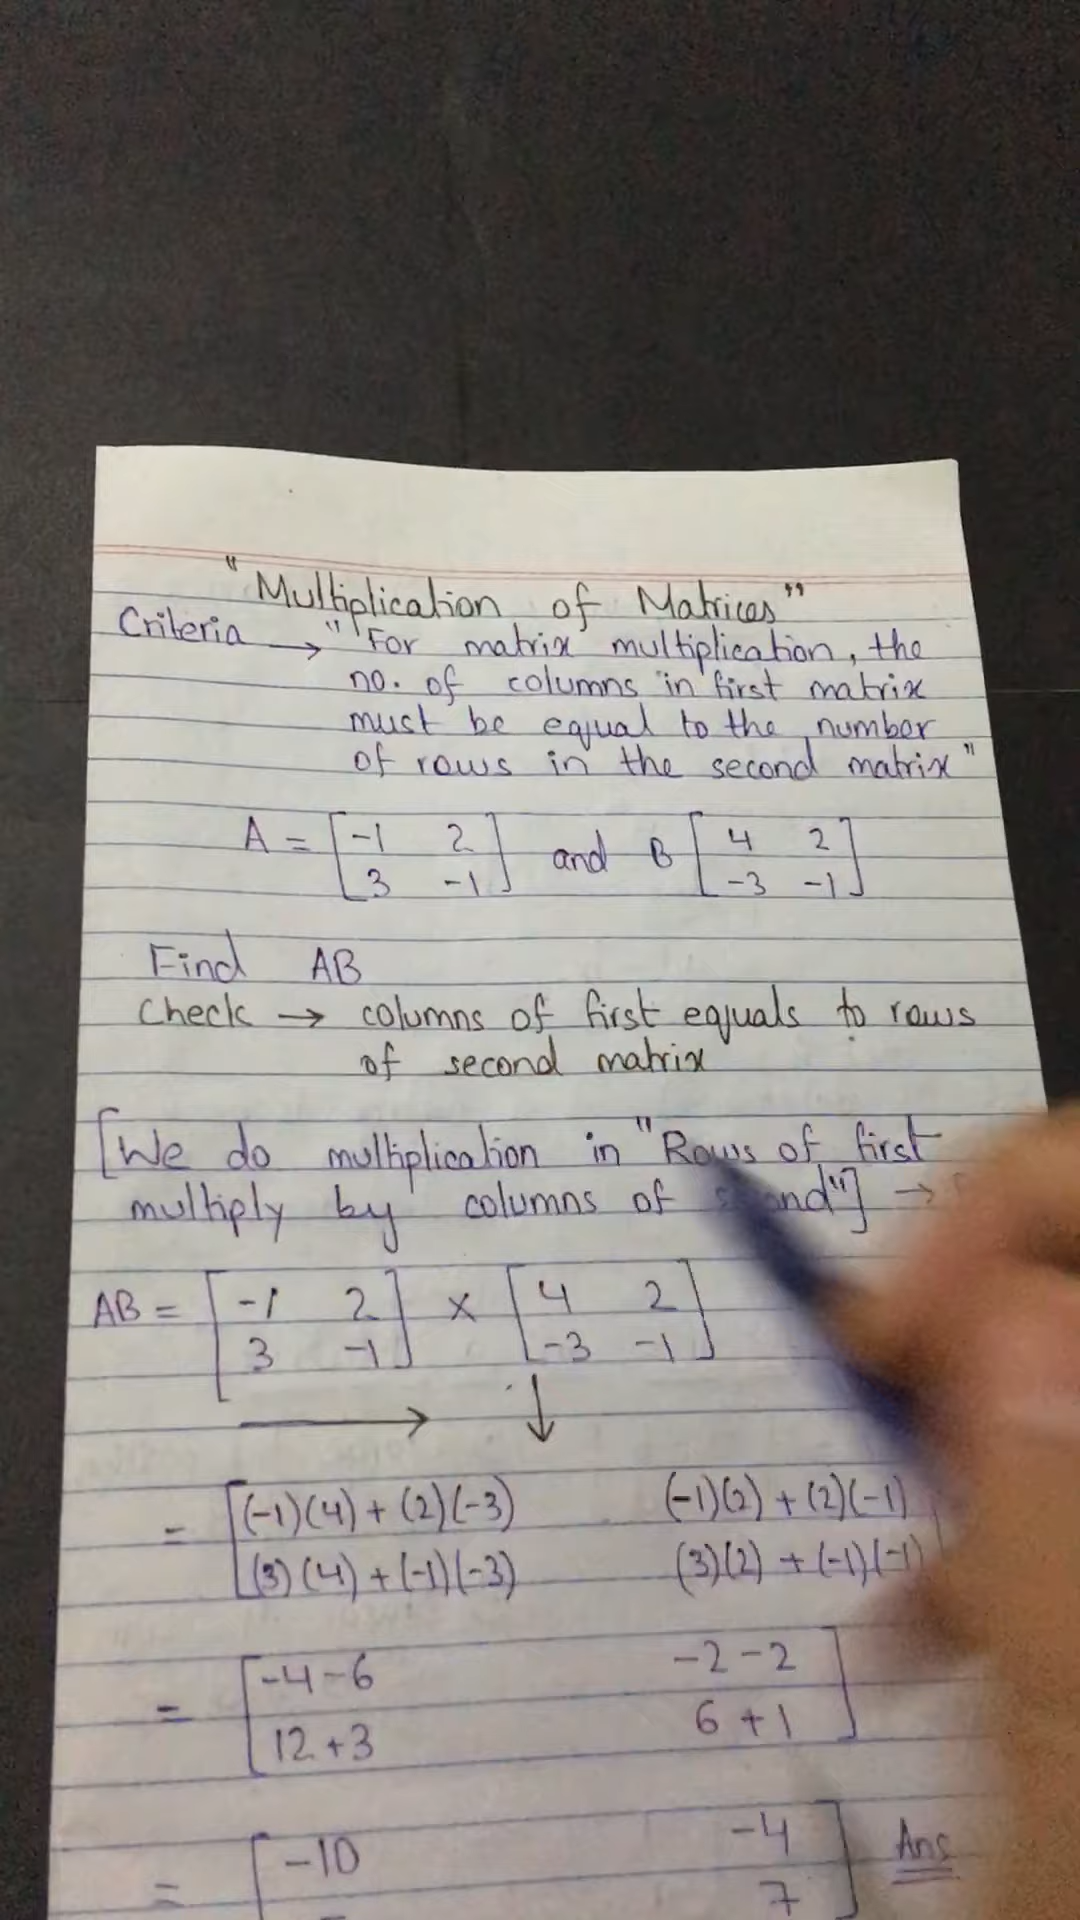 "Multiplication of Matrices"
Criteria → "For matrix multiplication, the
no. of columns in first matrix
must be equal to the number
of rows in the second matrix"
A = [-1 2] and B [4 2]
[3 -1] [-3 -1]
Find AB
Check → columns of first equals to rows
of second matrix
[We do multiplication in "Rows of first
multiply by columns of"] →
AB = [-1 2] × [4 2]
[3 -1] [-3 -1]
→ ↓
= [(-1)(4) + (2)(-3) (-1)(2) + (2)(-1)
[(3)(4) + (-1)(-3) (3)(2) + (-1)(-1)
= [-4-6 -2-2]
[12+3 6+1]
= [-10 -4] Ans
7]